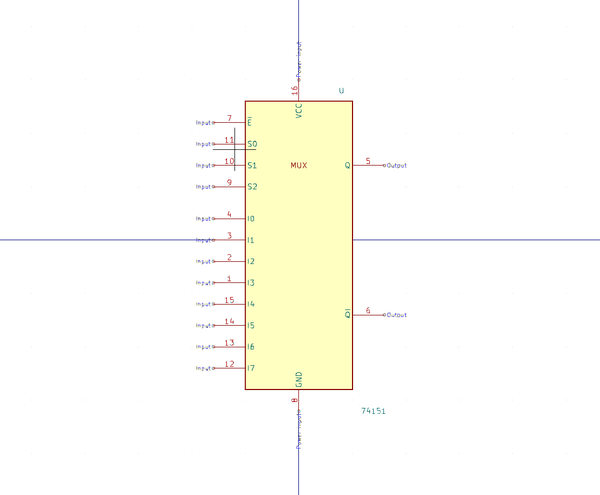 Power Input
16
VCC
U
Input 7 E
Input 11 S0
Input 10 S1 MUX Q 5 Output
Input 9 S2
Input 4 I0
Input 3 I1
Input 2 I2
Input 1 I3
Input 15 I4
Input 14 I5 Q 6 Output
Input 13 I6
Input 12 I7
GND
8
Power Input
74151